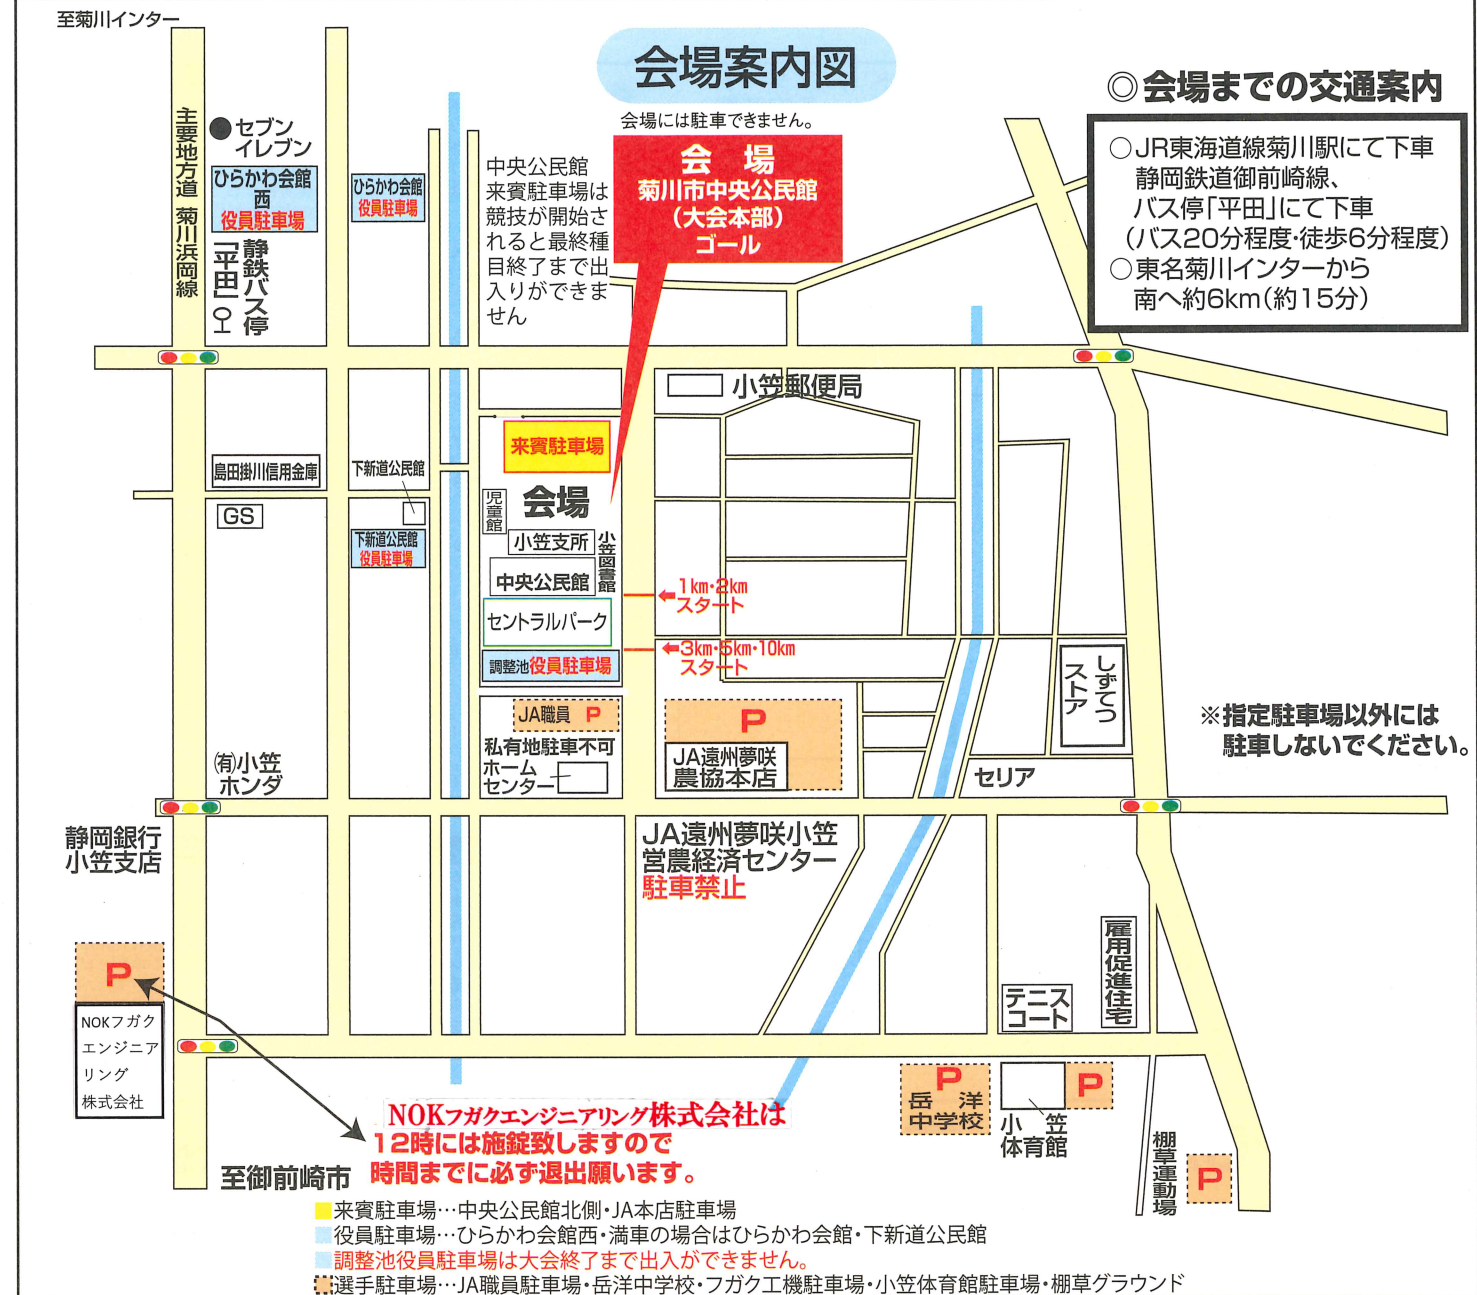 至菊川インター
会場案内図
◎会場までの交通案内
○JR東海道線菊川駅にて下車
静岡鉄道御前崎線、
バス停「平田」にて下車
(バス20分程度・徒歩6分程度)
○東名菊川インターから
南へ約6km(約15分)
会場には駐車できません。
会　場
菊川市中央公民館
(大会本部)
ゴール
主要地方道 菊川浜岡線
●セブン
イレブン
ひらかわ会館
西
役員駐車場
ひらかわ会館
役員駐車場
静鉄バス停
「平田」
中央公民館
来賓駐車場は
競技が開始さ
れると最終種
目終了まで出
入りができま
せん
小笠郵便局
来賓駐車場
島田掛川信用金庫
下新道公民館
GS
下新道公民館
役員駐車場
児童館
会場
小笠支所
小笠図書館
中央公民館
セントラルパーク
調整池役員駐車場
1km・2km
スタート
3km・5km・10km
スタート
しずてつ
ストア
※指定駐車場以外には
駐車しないでください。
JA職員 P
私有地駐車不可
ホーム
センター
P
JA遠州夢咲
農協本店
セリア
㈲小笠
ホンダ
静岡銀行
小笠支店
JA遠州夢咲小笠
営農経済センター
駐車禁止
雇用促進住宅
テニス
コート
P
NOKフガク
エンジニア
リング
株式会社
P
岳　洋
中学校
小　笠
体育館
P
棚草運動場
P
NOKフガクエンジニアリング株式会社は
12時には施錠致しますので
時間までに必ず退出願います。
至御前崎市
来賓駐車場…中央公民館北側・JA本店駐車場
役員駐車場…ひらかわ会館西・満車の場合はひらかわ会館・下新道公民館
調整池役員駐車場は大会終了まで出入ができません。
選手駐車場…JA職員駐車場・岳洋中学校・フガク工機駐車場・小笠体育館駐車場・棚草グラウンド